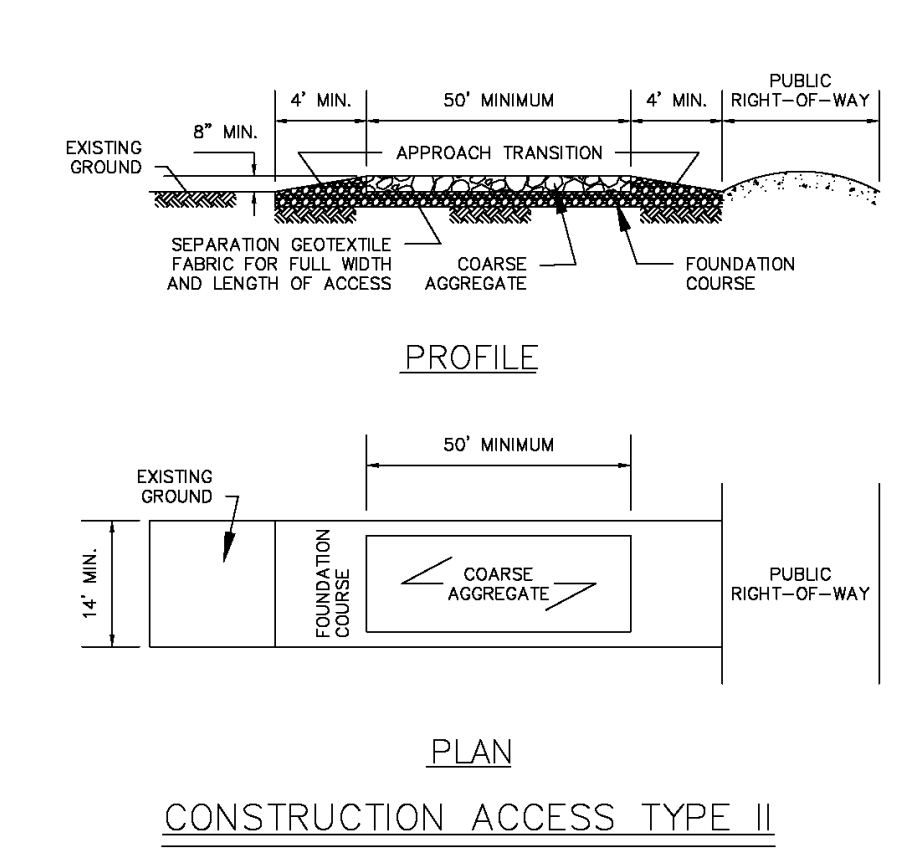 PUBLIC
RIGHT-OF-WAY
4' MIN.
50' MINIMUM
4' MIN.
8" MIN.
EXISTING
GROUND
APPROACH TRANSITION
SEPARATION GEOTEXTILE
FABRIC FOR FULL WIDTH
AND LENGTH OF ACCESS
COARSE
AGGREGATE
FOUNDATION
COURSE
PROFILE
50' MINIMUM
EXISTING
GROUND
14' MIN.
FOUNDATION
COURSE
COARSE
AGGREGATE
PUBLIC
RIGHT-OF-WAY
PLAN
CONSTRUCTION ACCESS TYPE II